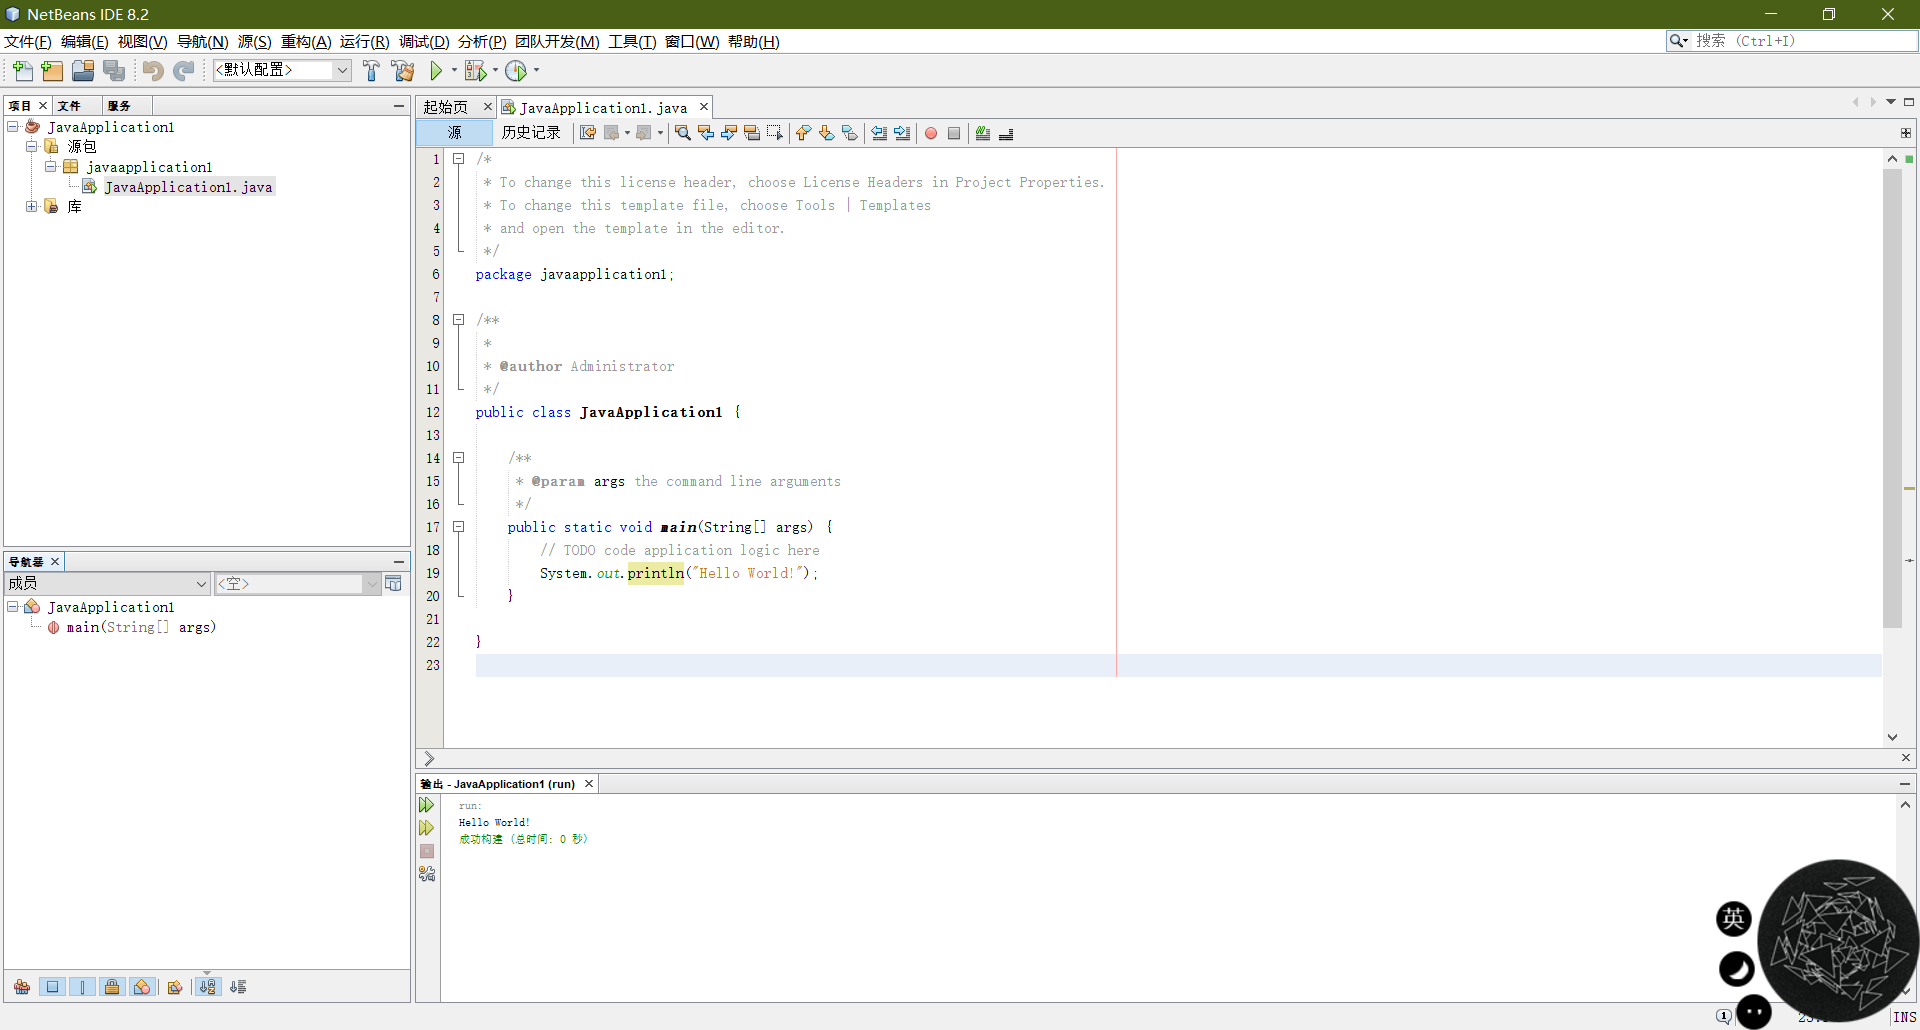 NetBeans IDE 8.2
文件(F) 编辑(E) 视图(V) 导航(N) 源(S) 重构(A) 运行(R) 调试(D) 分析(P) 团队开发(M) 工具(T) 窗口(W) 帮助(H)
搜索 (Ctrl+I)
<默认配置>
项目 文件 服务
JavaApplication1
源包
javaapplication1
JavaApplication1.java
库
导航器
成员 <空>
JavaApplication1
main(String[] args)
起始页 JavaApplication1.java
源 历史记录
1 /*
2 * To change this license header, choose License Headers in Project Properties.
3 * To change this template file, choose Tools | Templates
4 * and open the template in the editor.
5 */
6 package javaapplication1;
7
8 /**
9 *
10 * @author Administrator
11 */
12 public class JavaApplication1 {
13
14 /**
15 * @param args the command line arguments
16 */
17 public static void main(String[] args) {
18 // TODO code application logic here
19 System.out.println("Hello World!");
20 }
21
22 }
23
输出 - JavaApplication1 (run)
run:
Hello World!
成功构建 (总时间: 0 秒)
英
1
INS